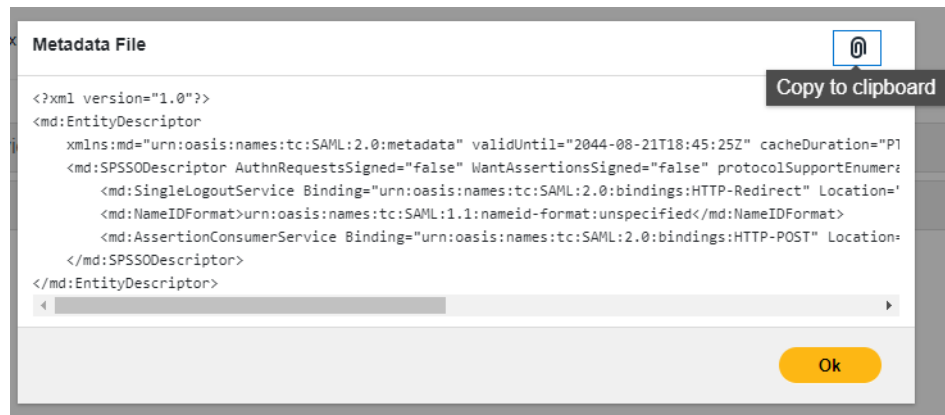 Metadata File
Copy to clipboard
<?xml version="1.0"?>
<md:EntityDescriptor
xmlns:md="urn:oasis:names:tc:SAML:2.0:metadata" validUntil="2044-08-21T18:45:25Z" cacheDuration="PT
<md:SPSSODescriptor AuthnRequestsSigned="false" WantAssertionsSigned="false" protocolSupportEnumera
<md:SingleLogoutService Binding="urn:oasis:names:tc:SAML:2.0:bindings:HTTP-Redirect" Location="
<md:NameIDFormat>urn:oasis:names:tc:SAML:1.1:nameid-format:unspecified</md:NameIDFormat>
<md:AssertionConsumerService Binding="urn:oasis:names:tc:SAML:2.0:bindings:HTTP-POST" Location=
</md:SPSSODescriptor>
</md:EntityDescriptor>
Ok